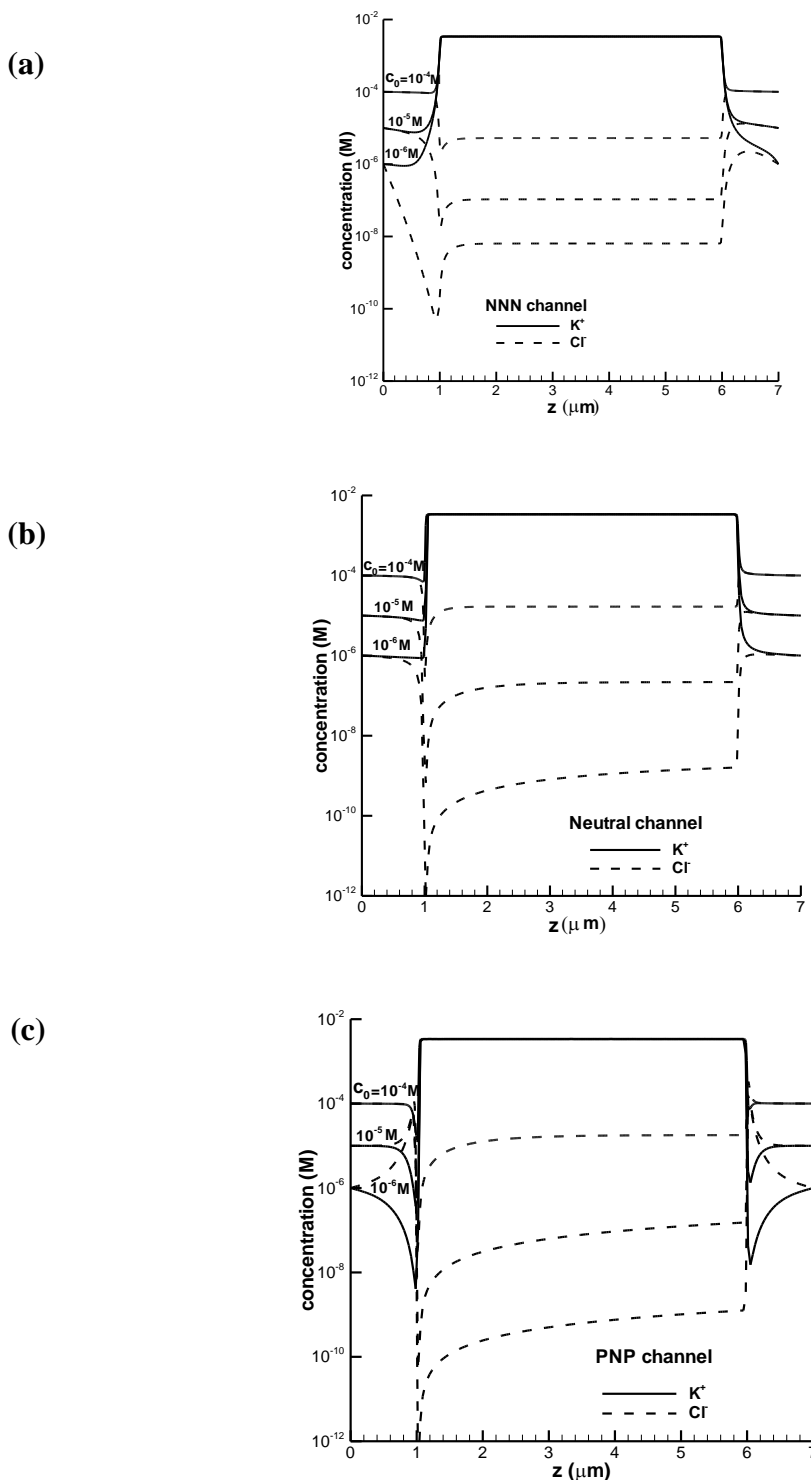 (a)
10⁻²
10⁻⁴
10⁻⁶
10⁻⁸
10⁻¹⁰
10⁻¹²
concentration (M)
C₀=10⁻⁴M
10⁻⁵M
10⁻⁶M
NNN channel
K⁺
Cl⁻
0 1 2 3 4 5 6 7
z (μm)
(b)
10⁻²
10⁻⁴
10⁻⁶
10⁻⁸
10⁻¹⁰
10⁻¹²
concentration (M)
C₀=10⁻⁴M
10⁻⁵M
10⁻⁶M
Neutral channel
K⁺
Cl⁻
0 1 2 3 4 5 6 7
z (μm)
(c)
10⁻²
10⁻⁴
10⁻⁶
10⁻⁸
10⁻¹⁰
10⁻¹²
concentration (M)
C₀=10⁻⁴M
10⁻⁵M
10⁻⁶M
PNP channel
K⁺
Cl⁻
0 1 2 3 4 5 6 7
z (μm)